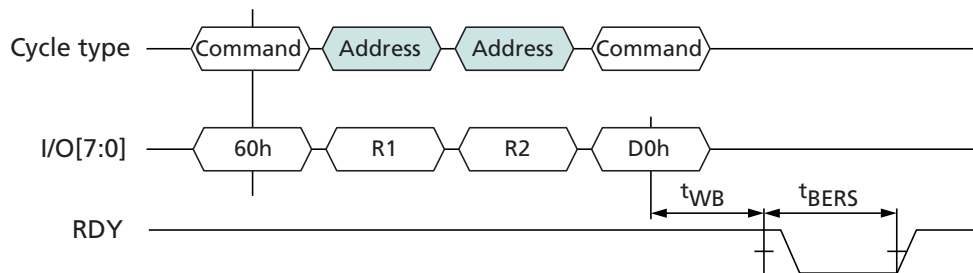 Cycle type Command Address Address Command
I/O[7:0] 60h R1 R2 D0h
tWB tBERS
RDY